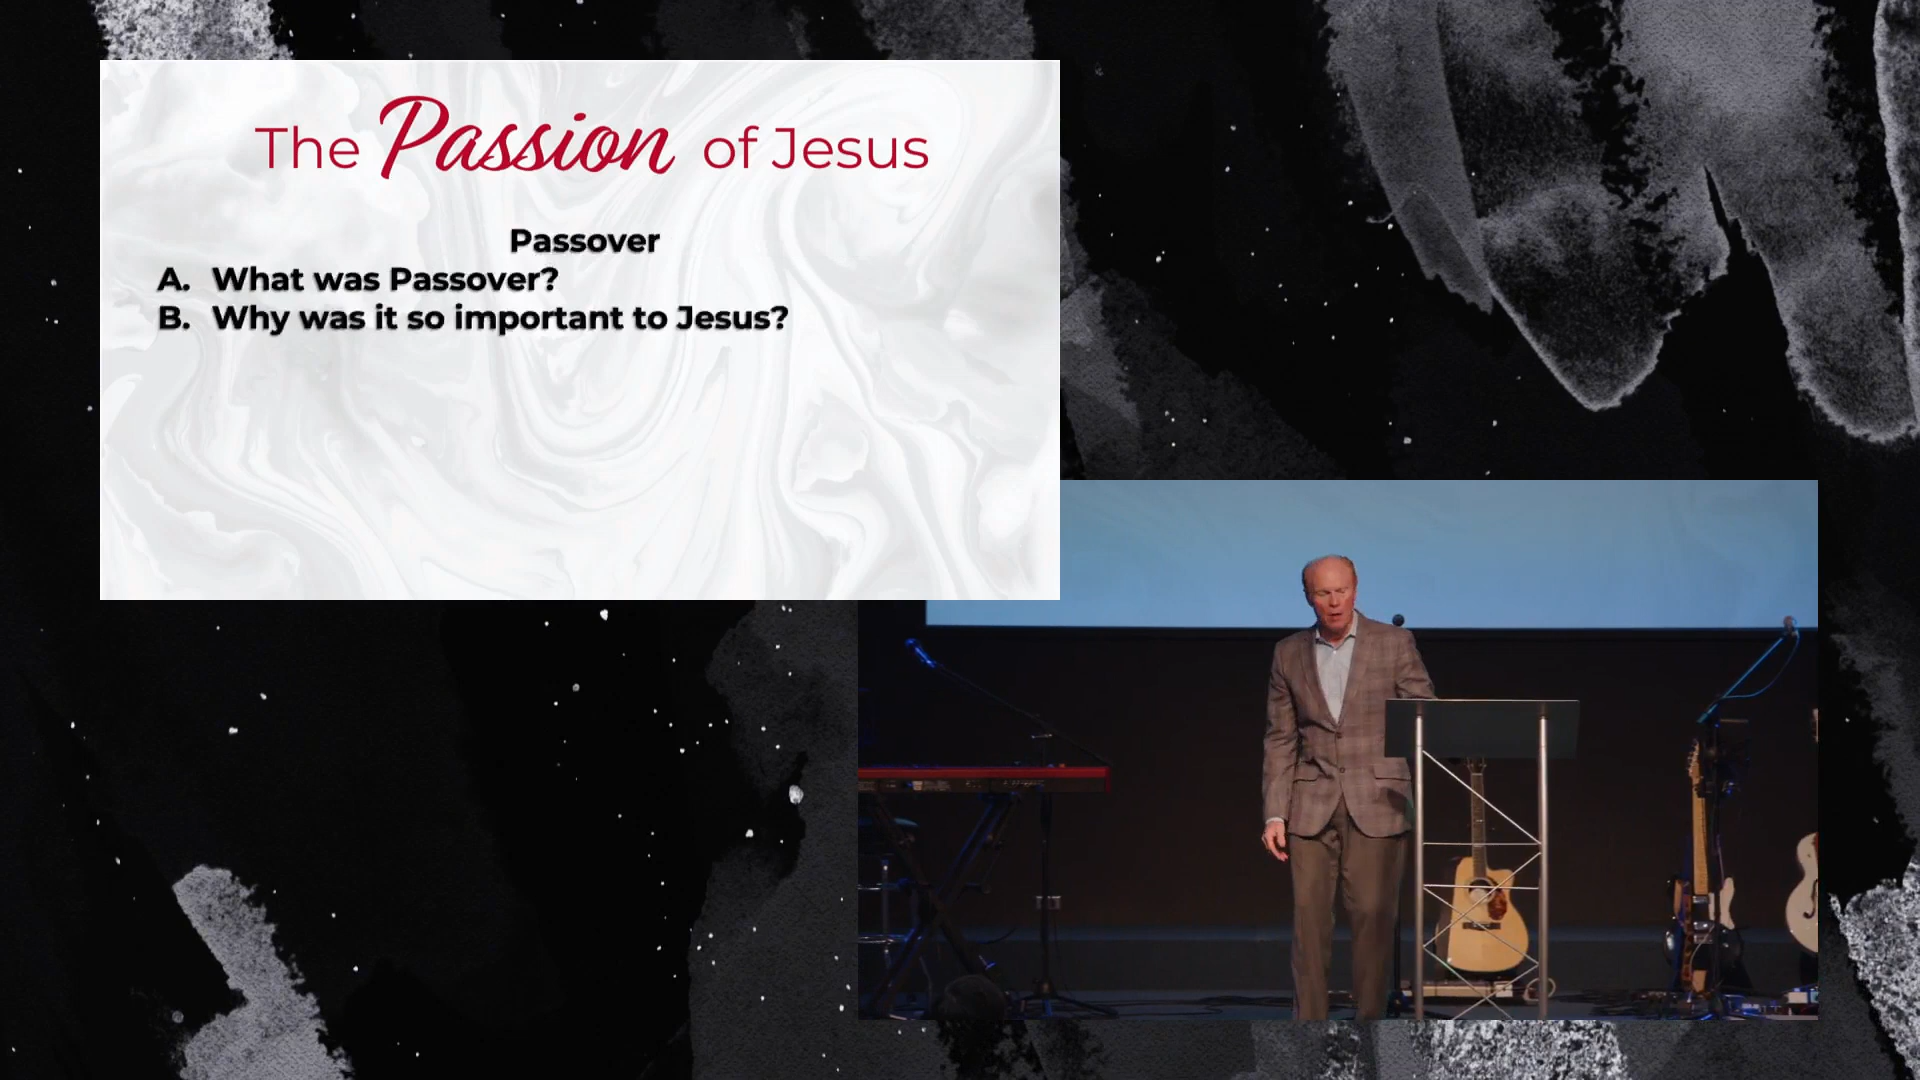 The Passion of Jesus
Passover
A. What was Passover?
B. Why was it so important to Jesus?